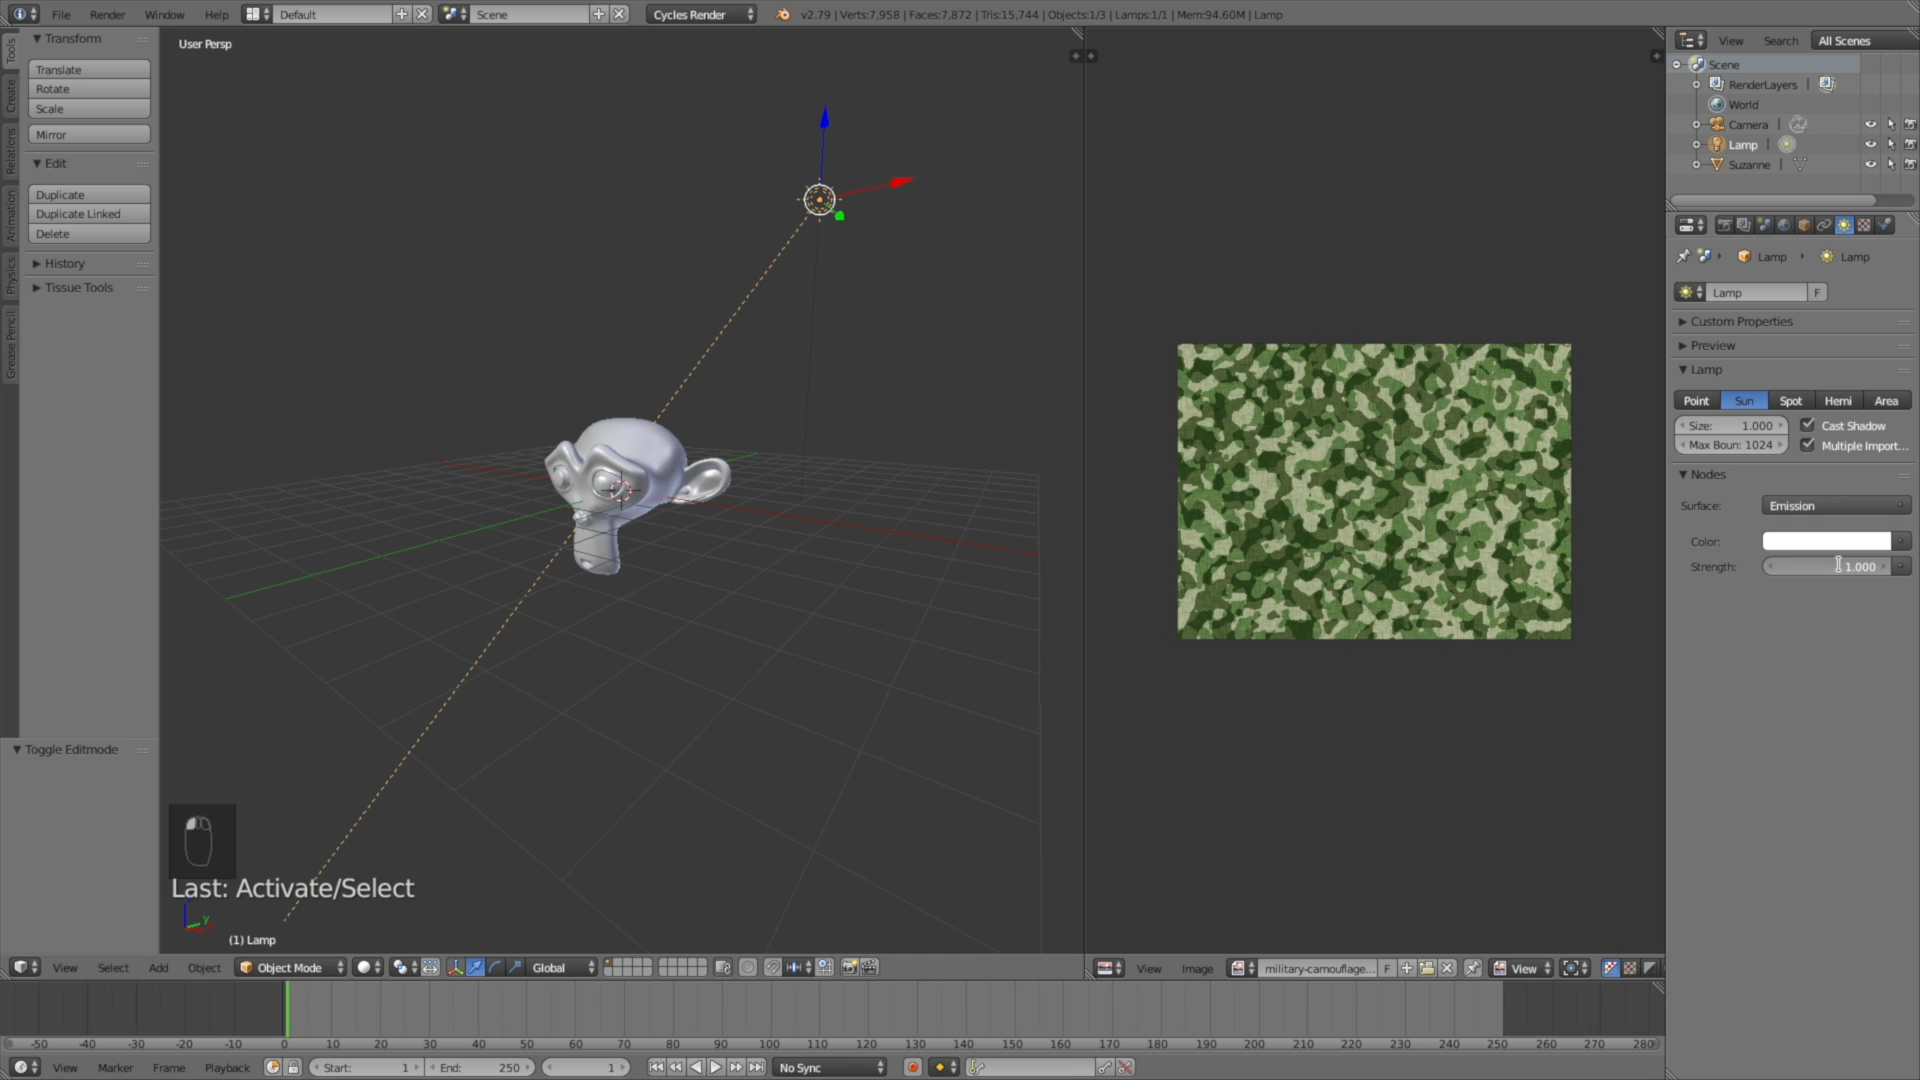 File Render Window Help Default Scene Cycles Render v2.79 | Verts:7,958 | Faces:7,872 | Tris:15,744 | Objects:1/3 | Lamps:1/1 | Mem:94.60M | Lamp
Tools
Create
Relations
Animation
Physics
Grease Pencil
Transform
Translate
Rotate
Scale
Mirror
Edit
Duplicate
Duplicate Linked
Delete
History
Tissue Tools
Toggle Editmode
User Persp
Last: Activate/Select
y
(1) Lamp
View Select Add Object Object Mode Global
View Image military-camouflage... F View
View Search All Scenes
Scene
RenderLayers |
World
Camera |
Lamp |
Suzanne |
Lamp Lamp
Lamp F
Custom Properties
Preview
Lamp
Point Sun Spot Hemi Area
Size: 1.000 Cast Shadow
Max Boun: 1024 Multiple Import...
Nodes
Surface: Emission
Color:
Strength: 1.000
-50 -40 -30 -20 -10 0 10 20 30 40 50 60 70 80 90 100 110 120 130 140 150 160 170 180 190 200 210 220 230 240 250 260 270 280
View Marker Frame Playback Start: 1 End: 250 1 No Sync